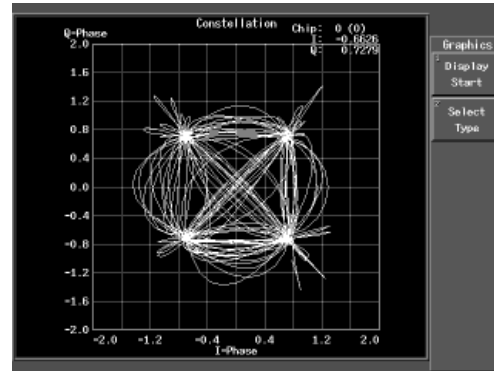 Constellation
Chip: 0 (0)
I: -0.6626
Q: 0.7279
Q-Phase
2.0
1.6
1.2
0.8
0.4
0.0
-0.4
-0.8
-1.2
-1.6
-2.0
-2.0 -1.2 -0.4 0.4 1.2 2.0
I-Phase
Graphics
1
Display
Start
2
Select
Type